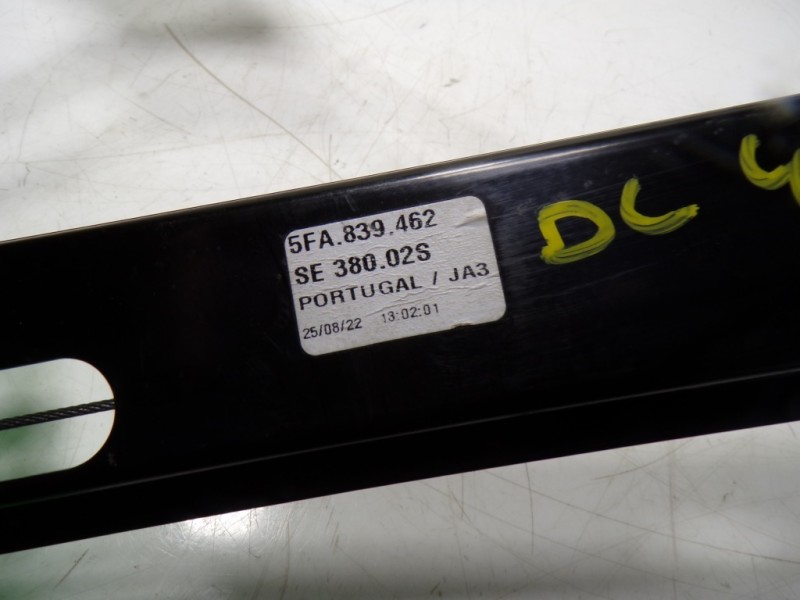 5FA.839.462
SE 380.02S
PORTUGAL / JA3
25/08/22 13:02:01
DC